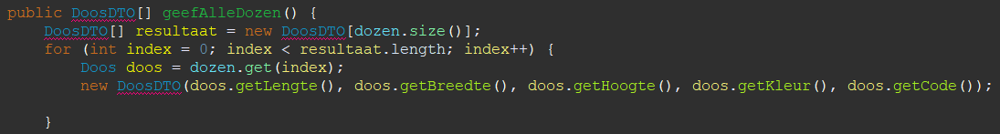 public DoosDTO[] geefAlleDozen() {
    DoosDTO[] resultaat = new DoosDTO[dozen.size()];
    for (int index = 0; index < resultaat.length; index++) {
        Doos doos = dozen.get(index);
        new DoosDTO(doos.getLengte(), doos.getBreedte(), doos.getHoogte(), doos.getKleur(), doos.getCode());
    }